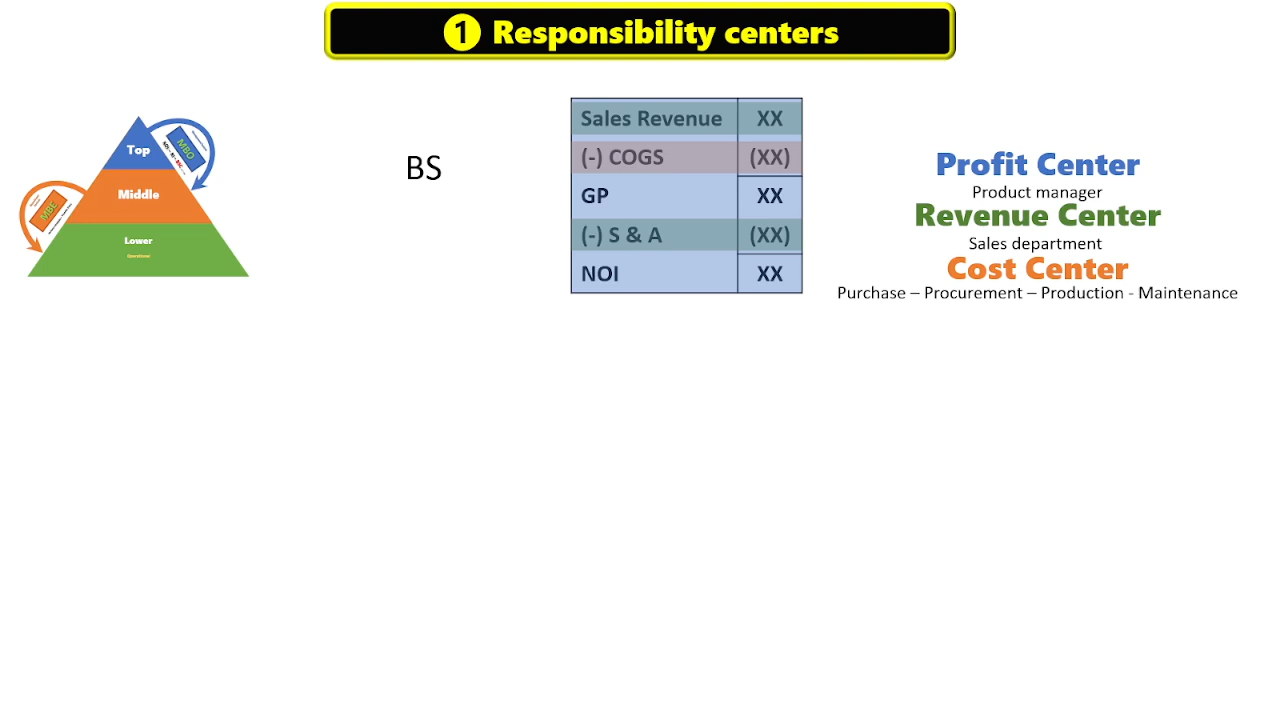 1 Responsibility centers
Top
MBO
Middle
MBE
Lower
Operational
BS
Sales Revenue XX
(-) COGS (XX)
GP XX
(-) S & A (XX)
NOI XX
Profit Center
Product manager
Revenue Center
Sales department
Cost Center
Purchase – Procurement – Production - Maintenance